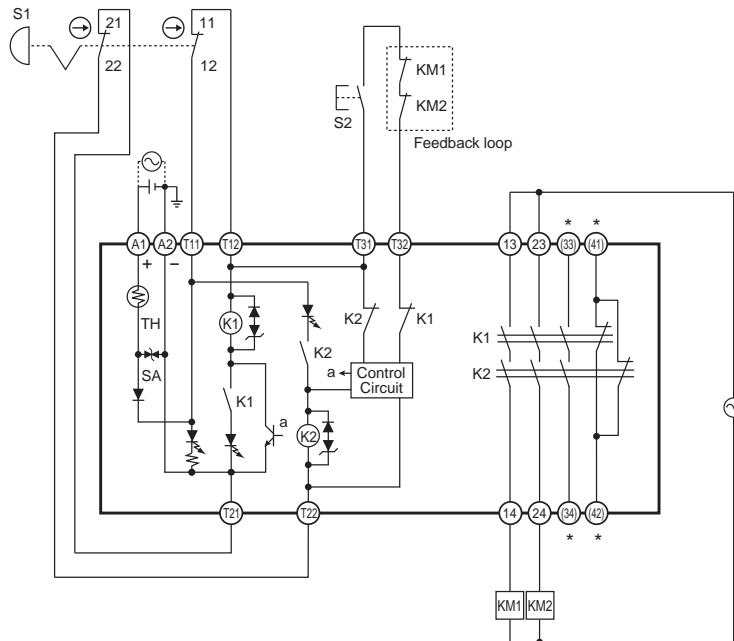 S1
21
22
11
12
S2
KM1
KM2
Feedback loop
A1
A2
T11
T12
T31
T32
13
23
*
(33)
*
(41)
+
−
TH
SA
K1
K1
a
K2
K2
K2
K1
a
Control
Circuit
K1
K2
T21
T22
14
24
(34)
*
(42)
*
KM1
KM2